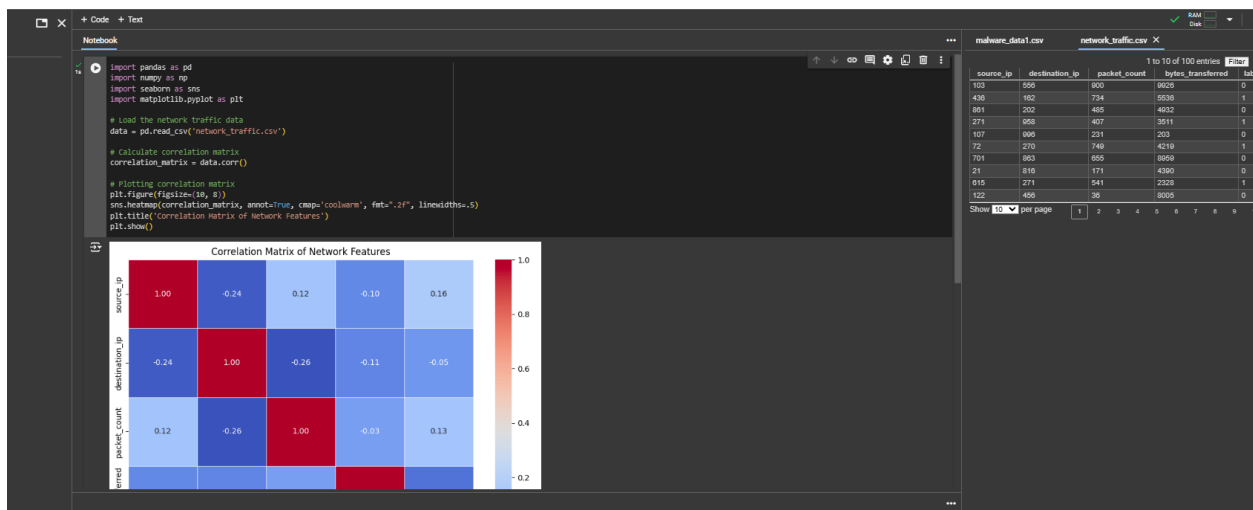 + Code + Text
RAM
Disk
Notebook
malware_data1.csv network_traffic.csv
1s
import pandas as pd
import numpy as np
import seaborn as sns
import matplotlib.pyplot as plt
# Load the network traffic data
data = pd.read_csv('network_traffic.csv')
# Calculate correlation matrix
correlation_matrix = data.corr()
# Plotting correlation matrix
plt.figure(figsize=(10, 8))
sns.heatmap(correlation_matrix, annot=True, cmap='coolwarm', fmt=".2f", linewidths=.5)
plt.title('Correlation Matrix of Network Features')
plt.show()
Correlation Matrix of Network Features
source_ip 1.00 -0.24 0.12 -0.10 0.16
destination_ip -0.24 1.00 -0.26 -0.11 -0.05
packet_count 0.12 -0.26 1.00 -0.03 0.13
erred
1.0
0.8
0.6
0.4
0.2
1 to 10 of 100 entries Filter
source_ip destination_ip packet_count bytes_transferred lab
103 556 900 9926 0
436 162 734 5536 1
861 202 485 4932 0
271 958 407 3511 1
107 996 231 203 0
72 270 749 4219 1
701 863 655 8959 0
21 816 171 4390 0
615 271 541 2328 1
122 456 36 8005 0
Show 10 per page 1 2 3 4 5 6 7 8 9